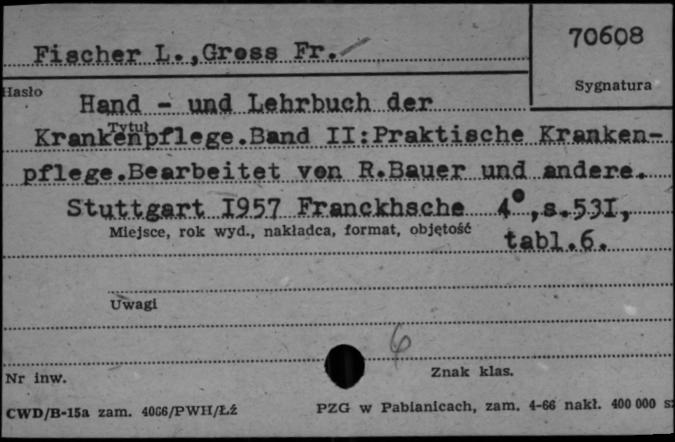 Fischer L.,Gross Fr.
70608
Hasło
Sygnatura
Hand - und Lehrbuch der
Tytuł
Krankenpflege.Band II:Praktische Kranken-
pflege.Bearbeitet von R.Bauer und andere.
Stuttgart I957 Franckhsche 4°,s.53I,
Miejsce, rok wyd., nakładca, format, objętość
tabl.6.
Uwagi
Nr inw.
Znak klas.
CWD/B-15a zam. 4066/PWH/Łź
PZG w Pabianicach, zam. 4-66 nakł. 400 000